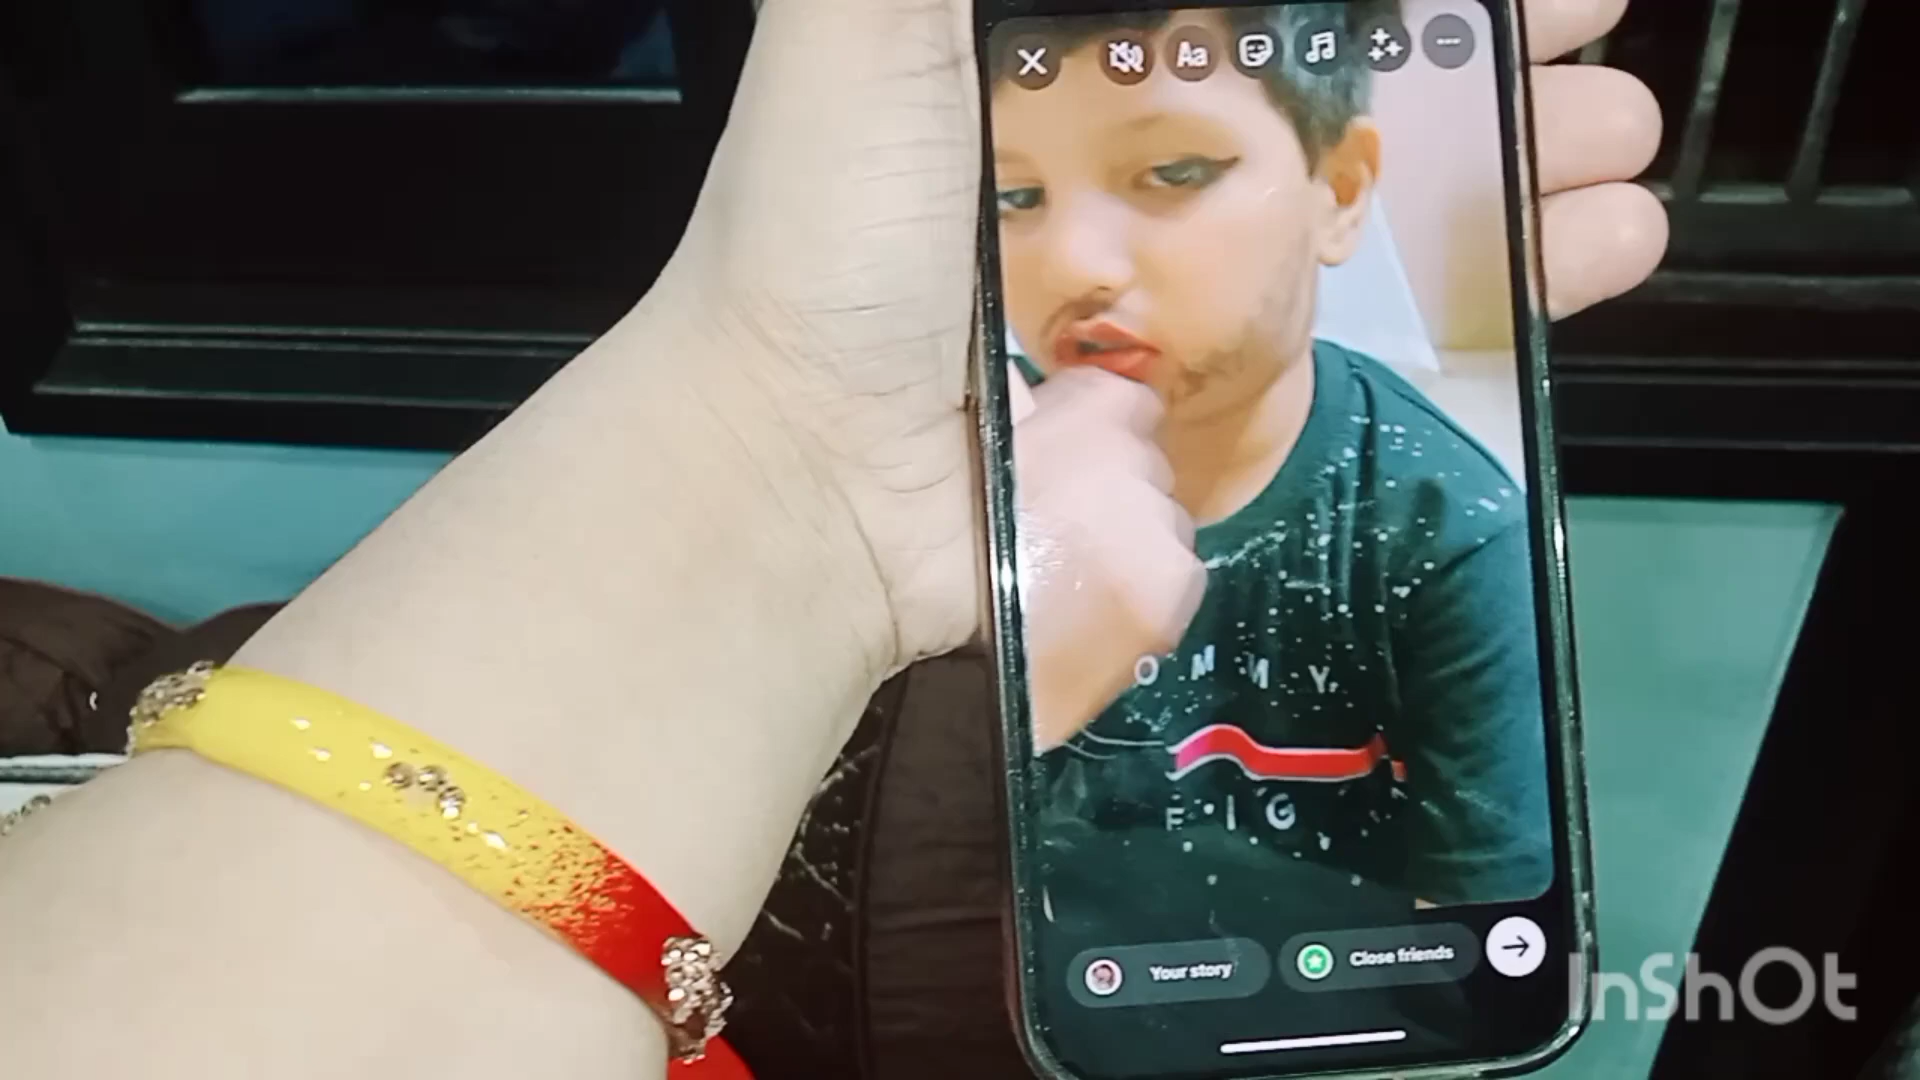 Aa
OMMY
FIG
Your story
Close friends
InShOt